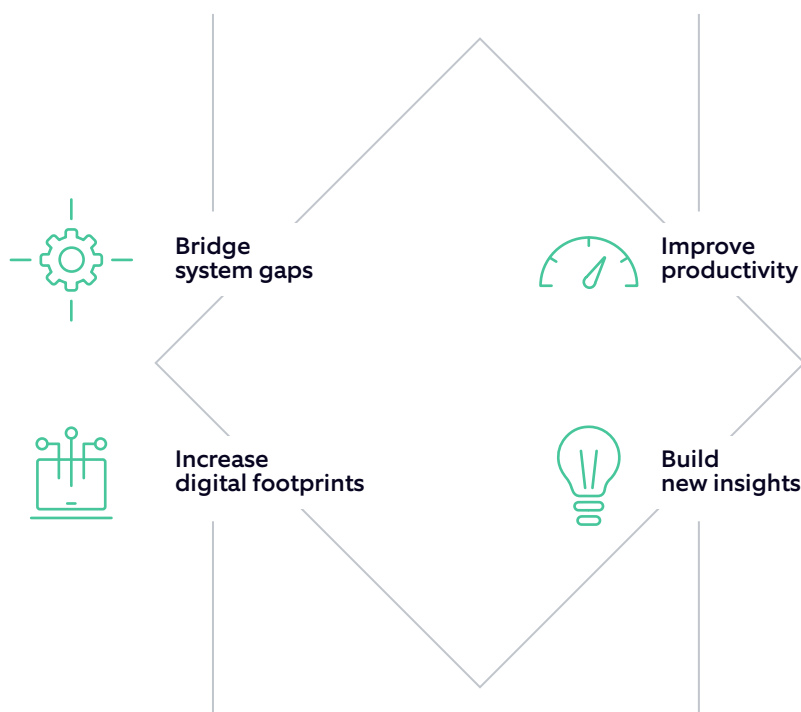 Bridge
system gaps
Improve
productivity
Increase
digital footprints
Build
new insights